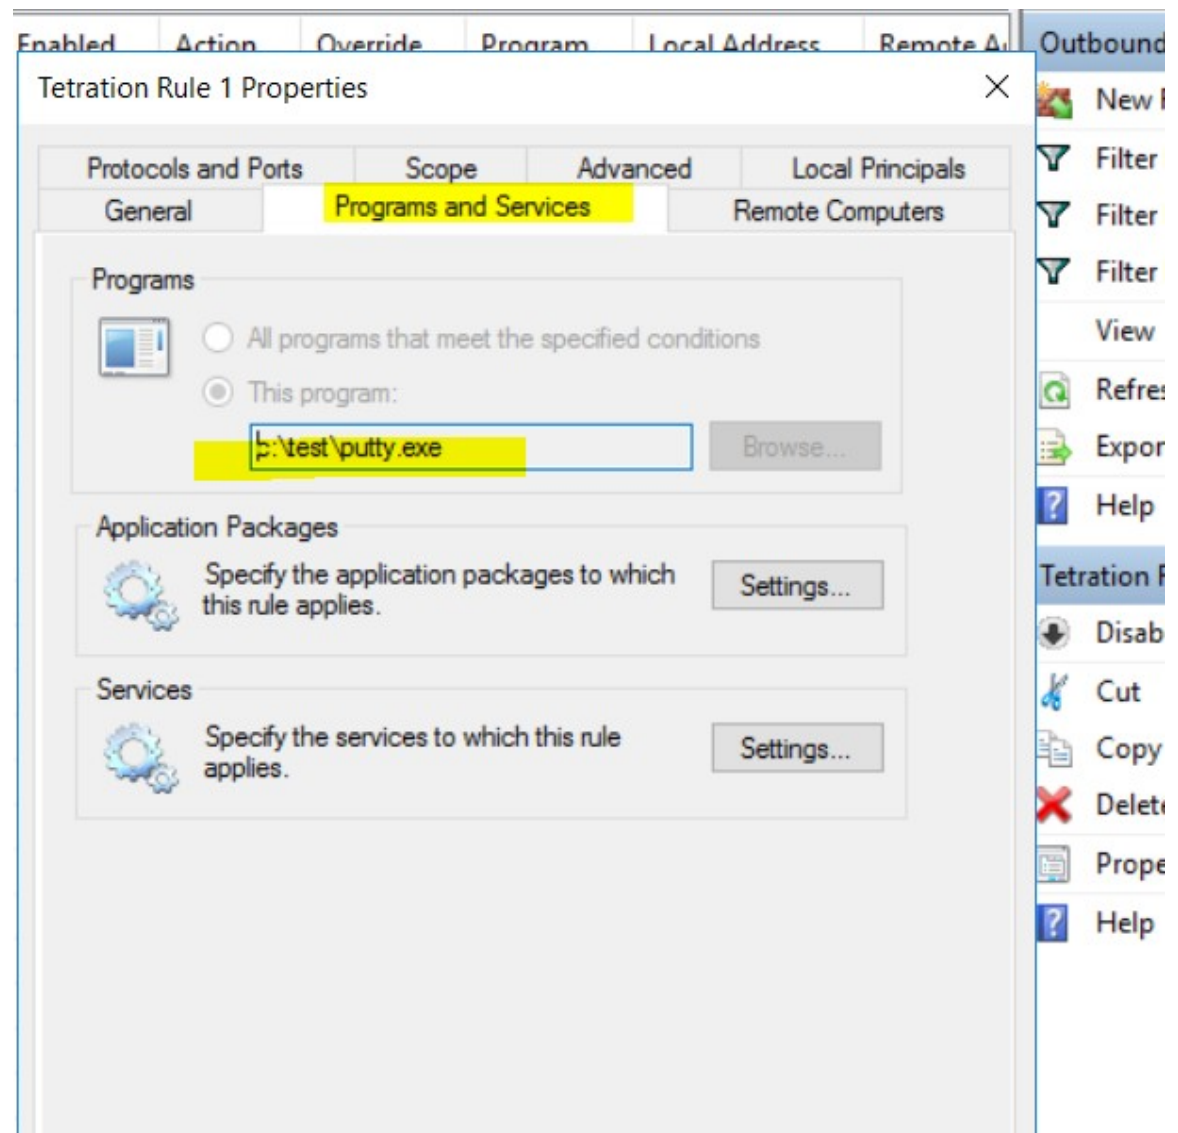 Enabled Action Override Program Local Address Remote A
Tetration Rule 1 Properties
Protocols and Ports Scope Advanced Local Principals
General Programs and Services Remote Computers
Programs
All programs that meet the specified conditions
This program:
c:\test\putty.exe
Browse...
Application Packages
Specify the application packages to which
this rule applies.
Settings...
Services
Specify the services to which this rule
applies.
Settings...
Outbound
New
Filter
Filter
Filter
View
Refres
Expor
Help
Tetration
Disab
Cut
Copy
Delete
Prope
Help